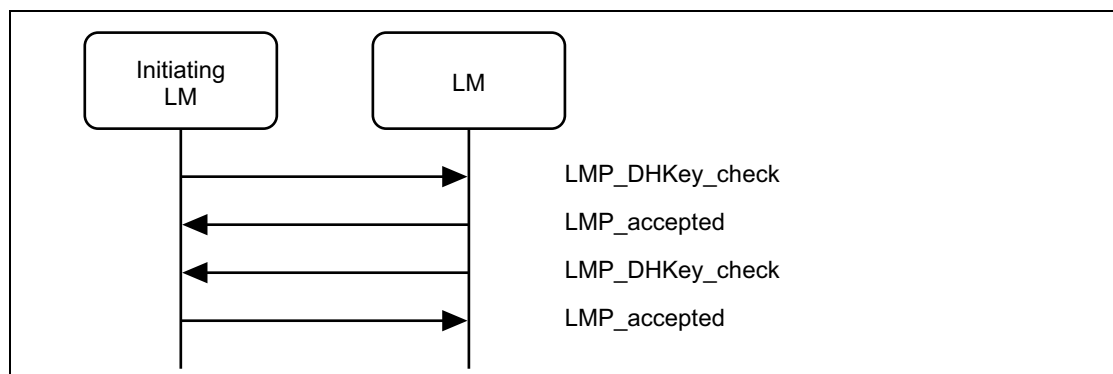 Initiating
LM
LM
LMP_DHKey_check
LMP_accepted
LMP_DHKey_check
LMP_accepted